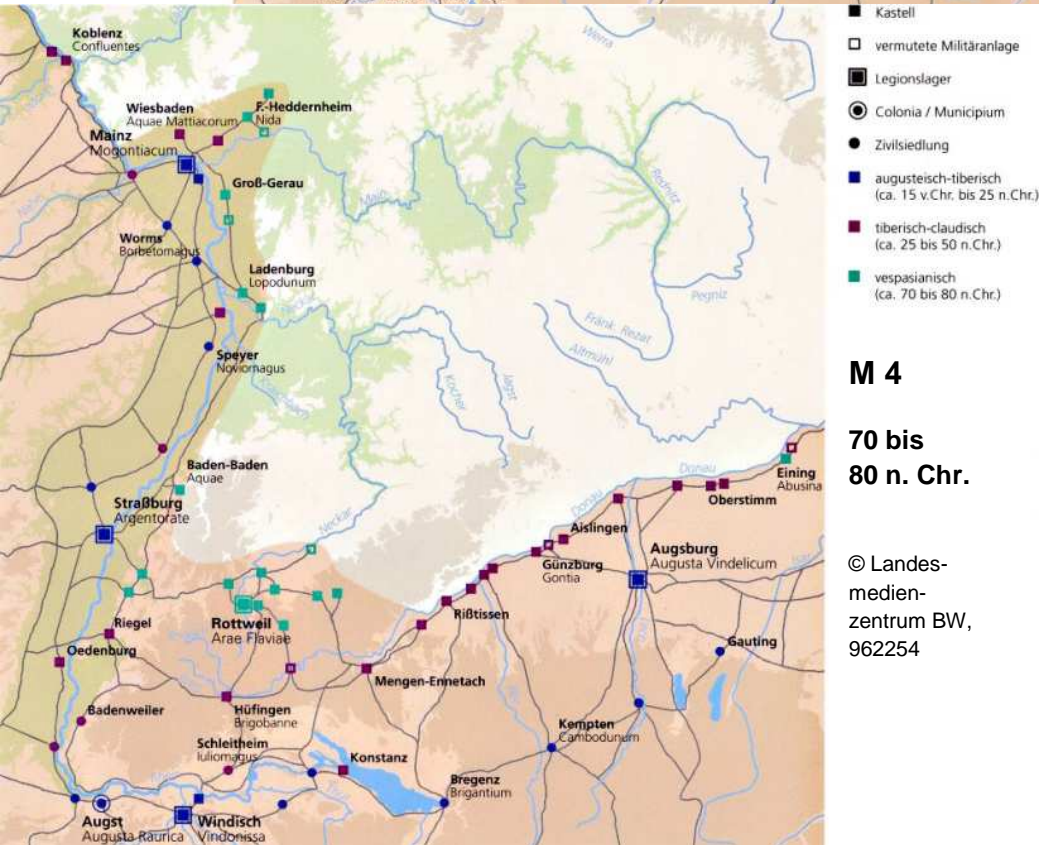 Koblenz
Confluentes
Werra
Wiesbaden
Aquae Mattiacorum
F.-Heddernheim
Nida
Mainz
Mogontiacum
Groß-Gerau
Main
Rednitz
Nahe
Worms
Borbetomagus
Ladenburg
Lopodunum
Neckar
Pegniz
Fränk. Rezat
Altmühl
Speyer
Noviomagus
Kocher
Jagst
Baden-Baden
Aquae
Donau
Eining
Abusina
Oberstimm
Straßburg
Argentorate
Neckar
Donau
Aislingen
Günzburg
Gontia
Augsburg
Augusta Vindelicum
Rottweil
Arae Flaviae
Rißtissen
Riegel
Oedenburg
Gauting
Mengen-Ennetach
Badenweiler
Hüfingen
Brigobanne
Kempten
Cambodunum
Schleitheim
Iuliomagus
Konstanz
Bregenz
Brigantium
Augst
Augusta Raurica
Windisch
Vindonissa
Kastell
vermutete Militäranlage
Legionslager
Colonia / Municipium
Zivilsiedlung
augusteisch-tiberisch
(ca. 15 v.Chr. bis 25 n.Chr.)
tiberisch-claudisch
(ca. 25 bis 50 n.Chr.)
vespasianisch
(ca. 70 bis 80 n.Chr.)
M 4
70 bis
80 n. Chr.
© Landes-
medien-
zentrum BW,
962254